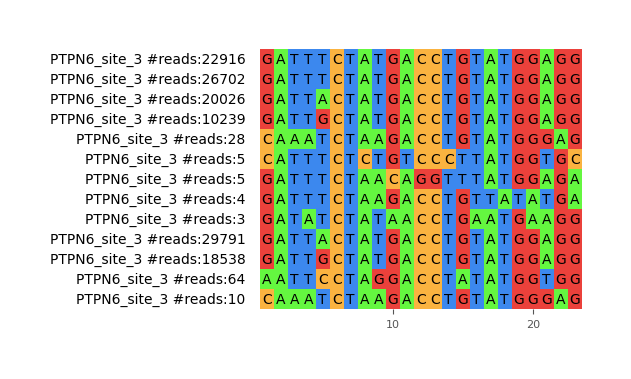 PTPN6_site_3 #reads:22916 GATTTCTATGACCTGTATGGAGG
PTPN6_site_3 #reads:26702 GATTTCTATGACCTGTATGGAGG
PTPN6_site_3 #reads:20026 GATTACTATGACCTGTATGGAGG
PTPN6_site_3 #reads:10239 GATTGCTATGACCTGTATGGAGG
PTPN6_site_3 #reads:28 CAAATCTAAGACCTGTATGGGAG
PTPN6_site_3 #reads:5 CATTTCTCTGTCCCTTATGGTGC
PTPN6_site_3 #reads:5 GATTTCTAACAGGTTTATGGAGA
PTPN6_site_3 #reads:4 GATTTCTAAGACCTGTTATATGA
PTPN6_site_3 #reads:3 GATATCTATAACCTGAATGAAGG
PTPN6_site_3 #reads:29791 GATTACTATGACCTGTATGGAGG
PTPN6_site_3 #reads:18538 GATTGCTATGACCTGTATGGAGG
PTPN6_site_3 #reads:64 AATTCCTAGGACCTATATGGTGG
PTPN6_site_3 #reads:10 CAAATCTAAGACCTGTATGGGAG
10 20